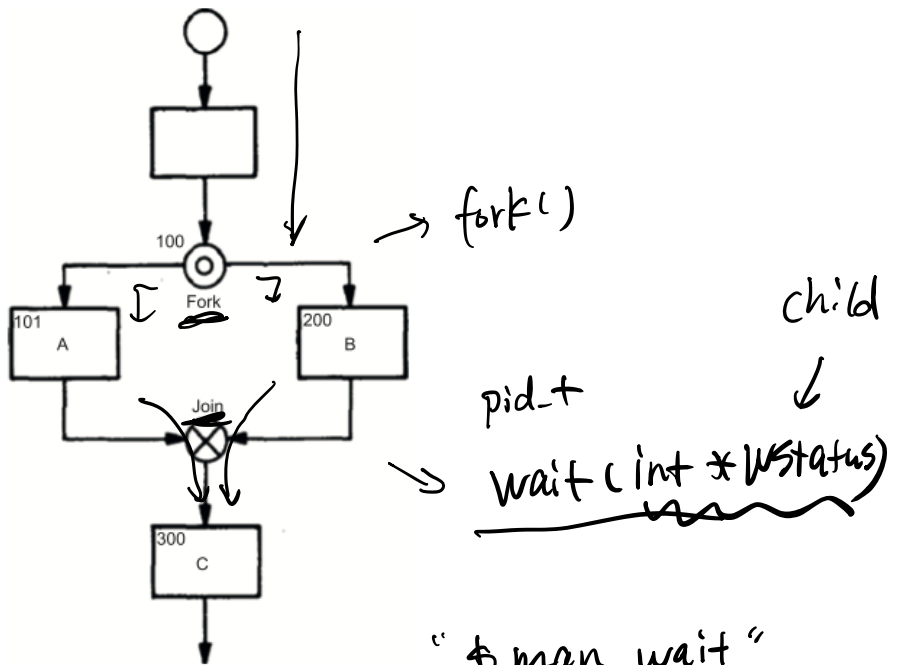 100
fork()
Fork
101
A
200
B
child
pid_t
Join
wait(int *wstatus)
300
C
"$ man wait"